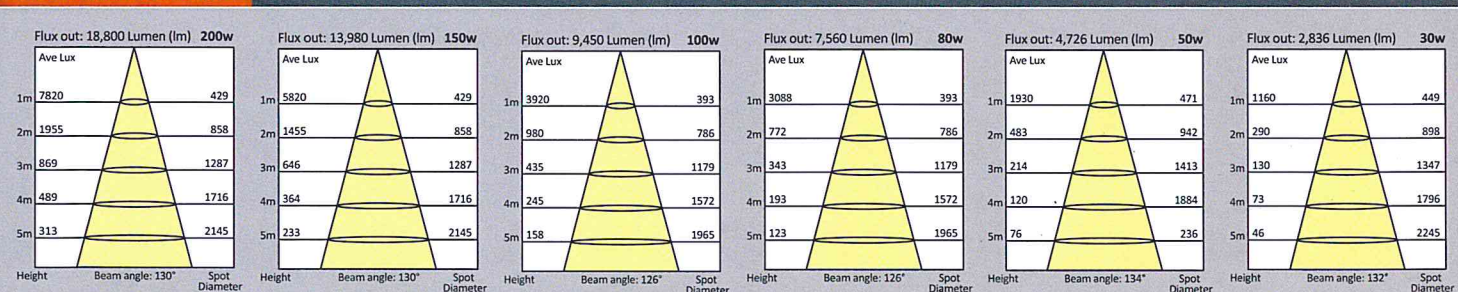 Flux out: 18,800 Lumen (lm) 200w
Ave Lux
1m 7820 429
2m 1955 858
3m 869 1287
4m 489 1716
5m 313 2145
Height Beam angle: 130° Spot
Diameter
Flux out: 13,980 Lumen (lm) 150w
Ave Lux
1m 5820 429
2m 1455 858
3m 646 1287
4m 364 1716
5m 233 2145
Height Beam angle: 130° Spot
Diameter
Flux out: 9,450 Lumen (lm) 100w
Ave Lux
1m 3920 393
2m 980 786
3m 435 1179
4m 245 1572
5m 158 1965
Height Beam angle: 126° Spot
Diameter
Flux out: 7,560 Lumen (lm) 80w
Ave Lux
1m 3088 393
2m 772 786
3m 343 1179
4m 193 1572
5m 123 1965
Height Beam angle: 126° Spot
Diameter
Flux out: 4,726 Lumen (lm) 50w
Ave Lux
1m 1930 471
2m 483 942
3m 214 1413
4m 120 1884
5m 76 236
Height Beam angle: 134° Spot
Diameter
Flux out: 2,836 Lumen (lm) 30w
Ave Lux
1m 1160 449
2m 290 898
3m 130 1347
4m 73 1796
5m 46 2245
Height Beam angle: 132° Spot
Diameter